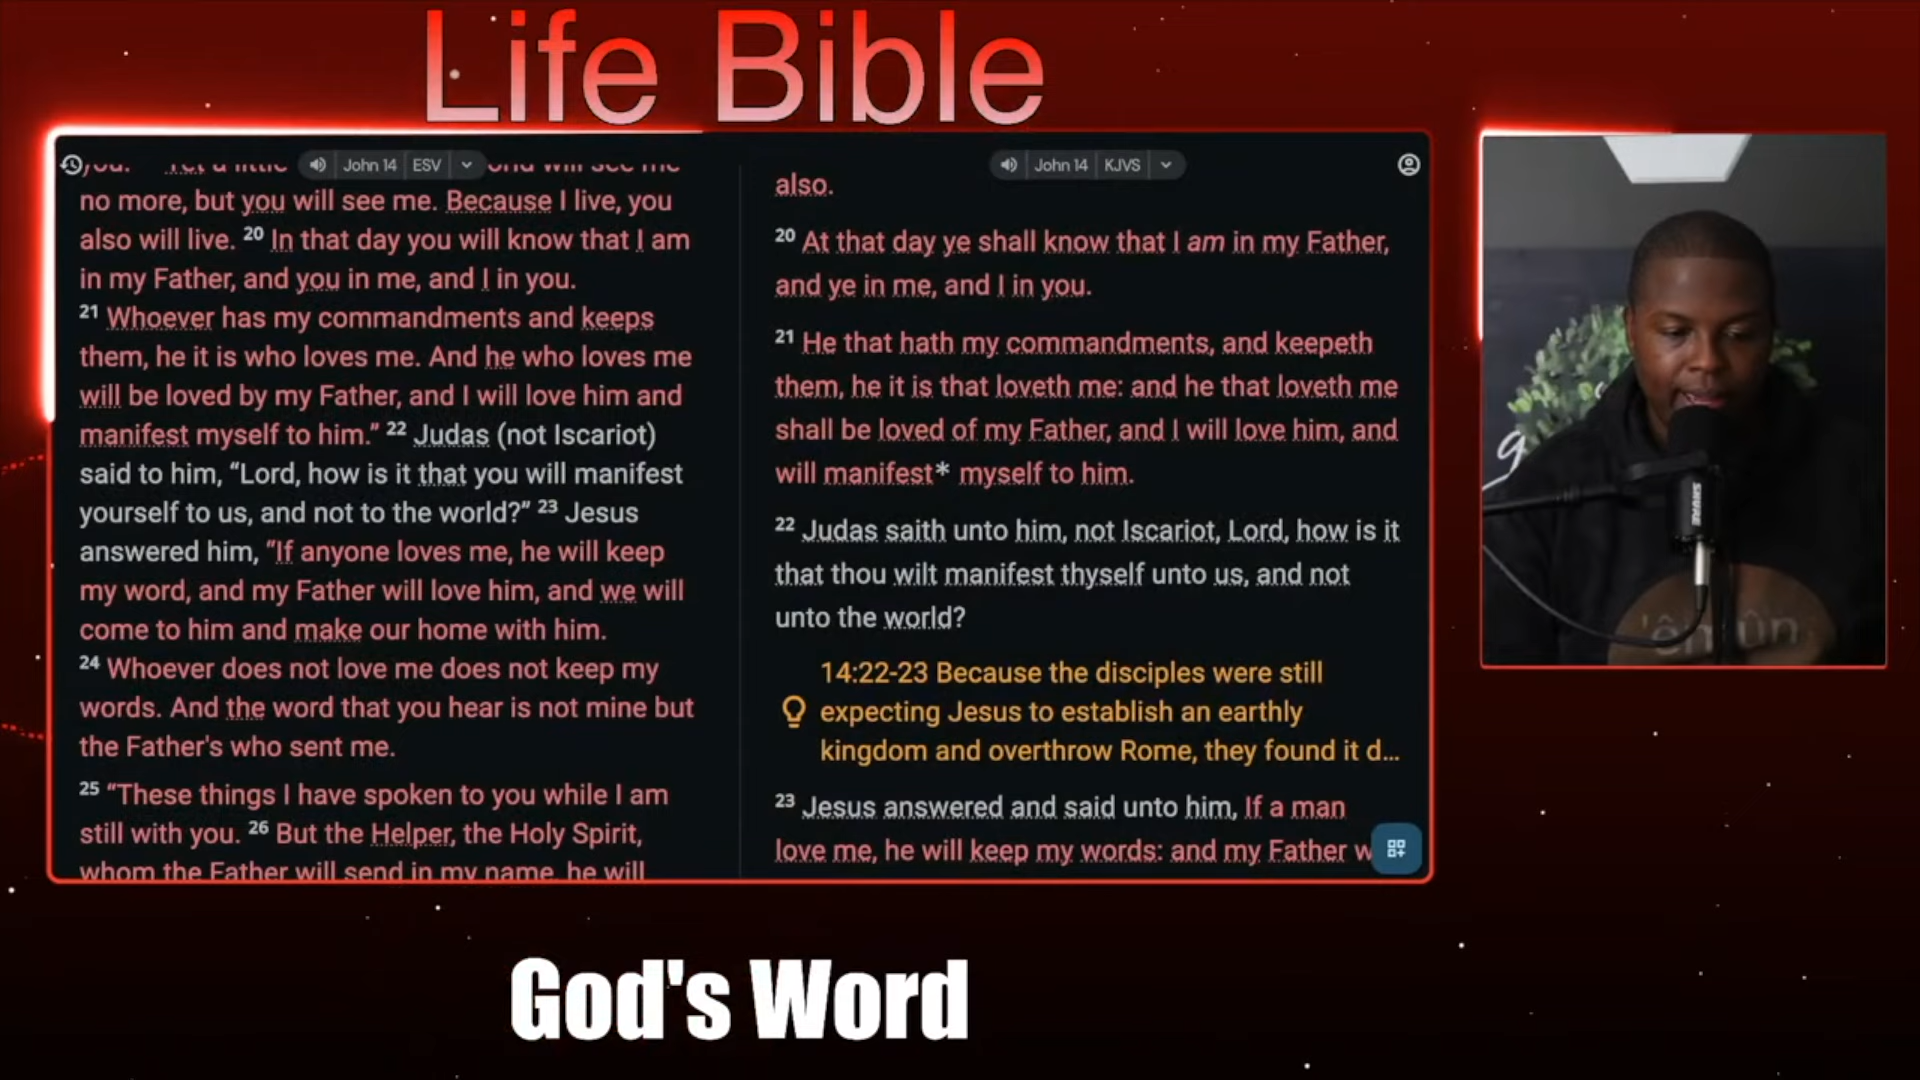 Life Bible
John 14 ESV
no more, but you will see me. Because I live, you
also will live. 20 In that day you will know that I am
in my Father, and you in me, and I in you.
21 Whoever has my commandments and keeps
them, he it is who loves me. And he who loves me
will be loved by my Father, and I will love him and
manifest myself to him.” 22 Judas (not Iscariot)
said to him, “Lord, how is it that you will manifest
yourself to us, and not to the world?” 23 Jesus
answered him, “If anyone loves me, he will keep
my word, and my Father will love him, and we will
come to him and make our home with him.
24 Whoever does not love me does not keep my
words. And the word that you hear is not mine but
the Father's who sent me.
25 “These things I have spoken to you while I am
still with you. 26 But the Helper, the Holy Spirit,
whom the Father will send in my name, he will
John 14 KJVS
also.
20 At that day ye shall know that I am in my Father,
and ye in me, and I in you.
21 He that hath my commandments, and keepeth
them, he it is that loveth me: and he that loveth me
shall be loved of my Father, and I will love him, and
will manifest* myself to him.
22 Judas saith unto him, not Iscariot, Lord, how is it
that thou wilt manifest thyself unto us, and not
unto the world?
14:22-23 Because the disciples were still
expecting Jesus to establish an earthly
kingdom and overthrow Rome, they found it d...
23 Jesus answered and said unto him, If a man
love me, he will keep my words: and my Father w
SHURE
God's Word